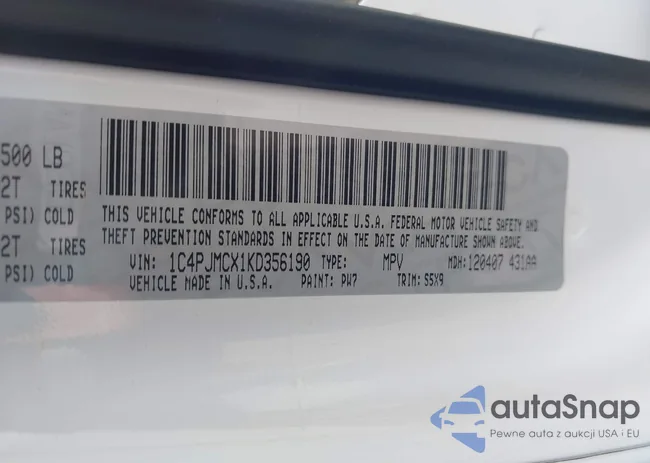 500 LB
2T TIRES
PSI) COLD
2T TIRES
PSI) COLD
THIS VEHICLE CONFORMS TO ALL APPLICABLE U.S.A. FEDERAL MOTOR VEHICLE SAFETY AND
THEFT PREVENTION STANDARDS IN EFFECT ON THE DATE OF MANUFACTURE SHOWN ABOVE.
VIN: 1C4PJMCX1KD356190 TYPE: MPV MDH: 120407 431AA
VEHICLE MADE IN U.S.A. PAINT: PW7 TRIM: S5X9
autaSnap
Pewne auta z aukcji USA i EU